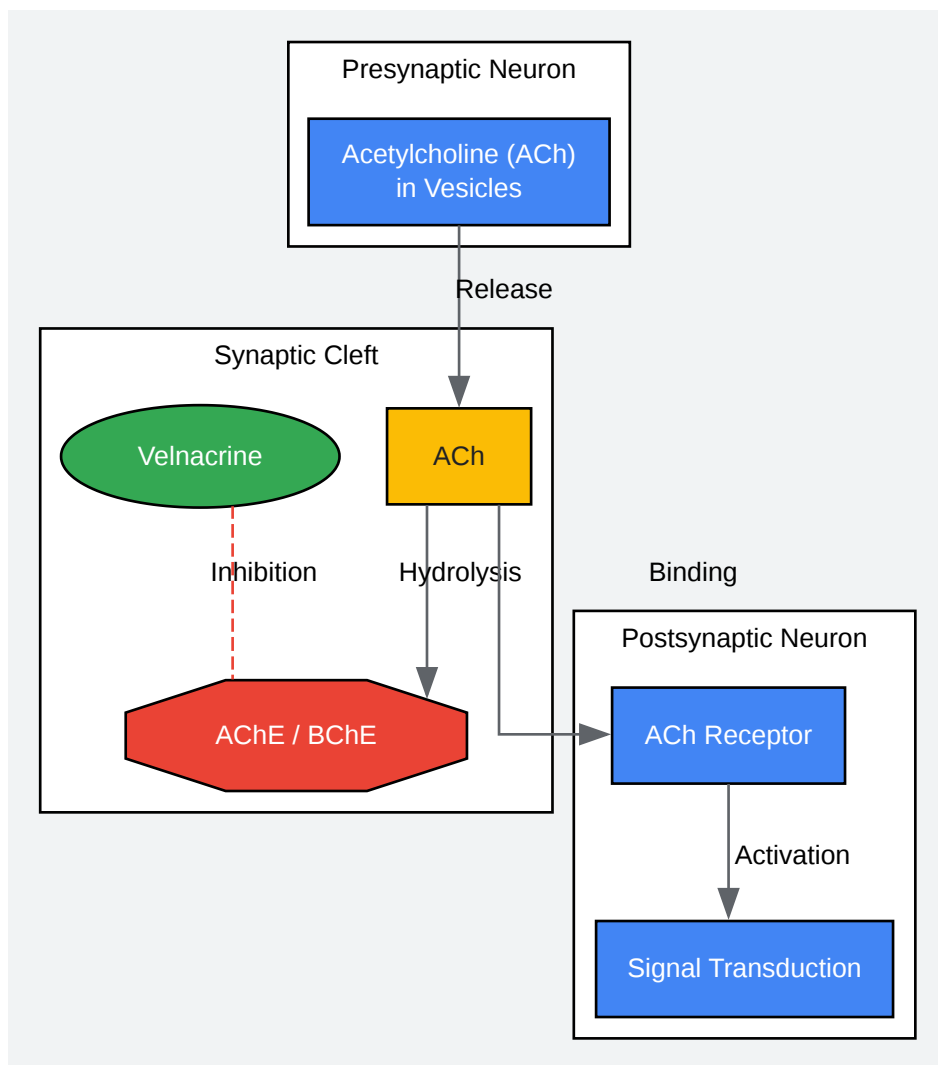 Presynaptic Neuron
Acetylcholine (ACh)
in Vesicles
Release
Synaptic Cleft
Velnacrine
ACh
Inhibition
Hydrolysis
Binding
Postsynaptic Neuron
AChE / BChE
ACh Receptor
Activation
Signal Transduction